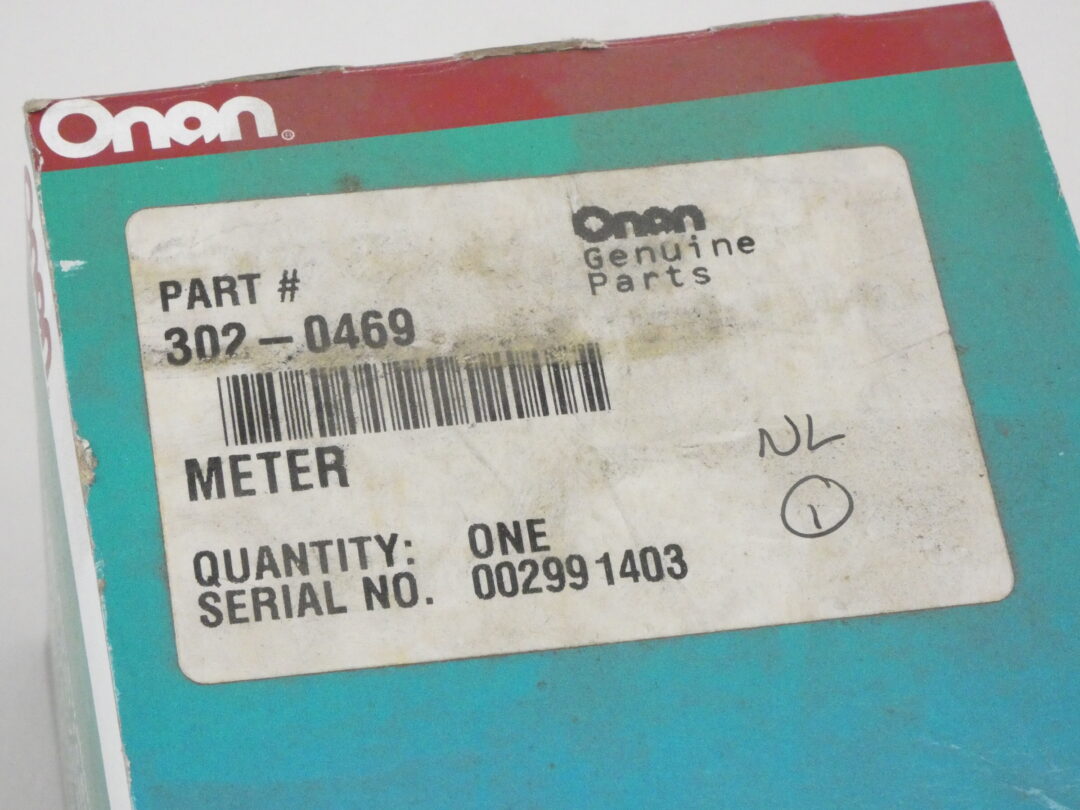 Onan®
Onan
Genuine
Parts
PART #
302-0469
METER
NL
1
QUANTITY: ONE
SERIAL NO. 002991403